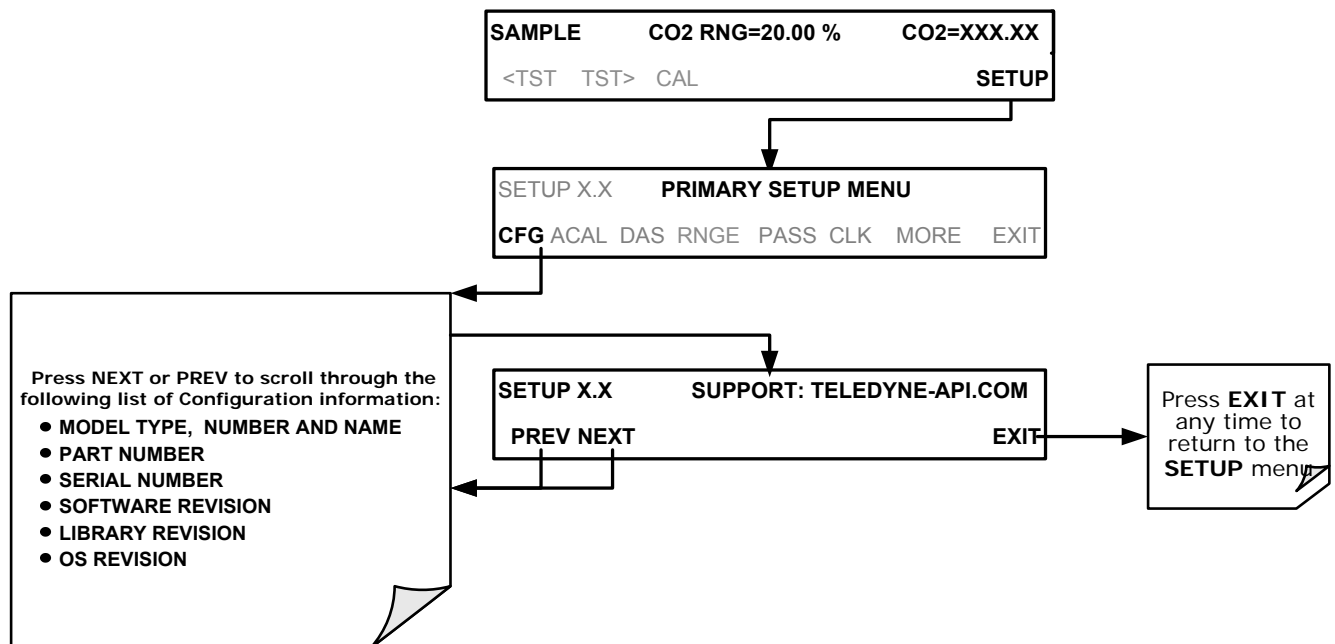 SAMPLE CO2 RNG=20.00 % CO2=XXX.XX
<TST TST> CAL SETUP
SETUP X.X PRIMARY SETUP MENU
CFG ACAL DAS RNGE PASS CLK MORE EXIT
Press NEXT or PREV to scroll through the
following list of Configuration information:
● MODEL TYPE, NUMBER AND NAME
● PART NUMBER
● SERIAL NUMBER
● SOFTWARE REVISION
● LIBRARY REVISION
● OS REVISION
SETUP X.X SUPPORT: TELEDYNE-API.COM
PREV NEXT EXIT
Press EXIT at
any time to
return to the
SETUP menu